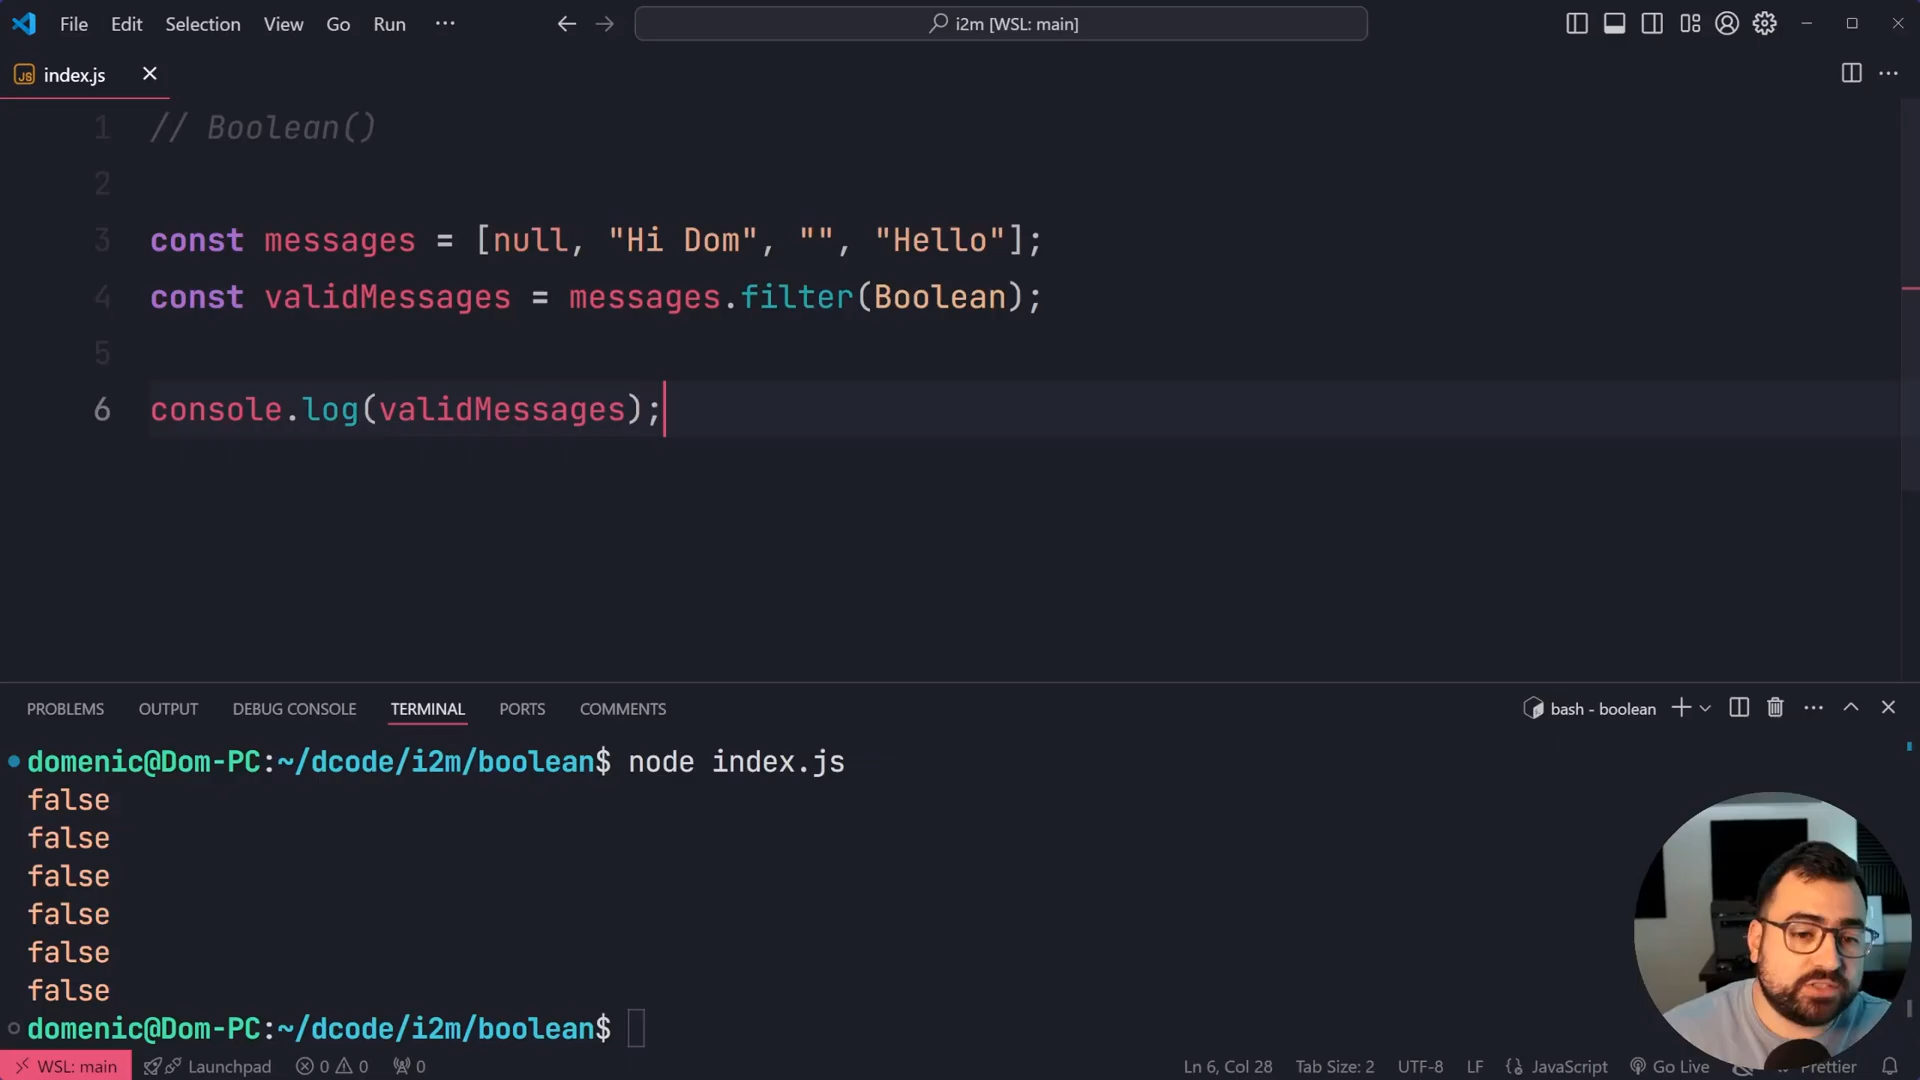 File Edit Selection View Go Run ···
i2m [WSL: main]
JS index.js
1 // Boolean()
2
3 const messages = [null, "Hi Dom", "", "Hello"];
4 const validMessages = messages.filter(Boolean);
5
6 console.log(validMessages);
PROBLEMS OUTPUT DEBUG CONSOLE TERMINAL PORTS COMMENTS
bash - boolean
domenic@Dom-PC:~/dcode/i2m/boolean$ node index.js
false
false
false
false
false
false
domenic@Dom-PC:~/dcode/i2m/boolean$
WSL: main Launchpad 0 0 0 Ln 6, Col 28 Tab Size: 2 UTF-8 LF {} JavaScript Go Live Prettier